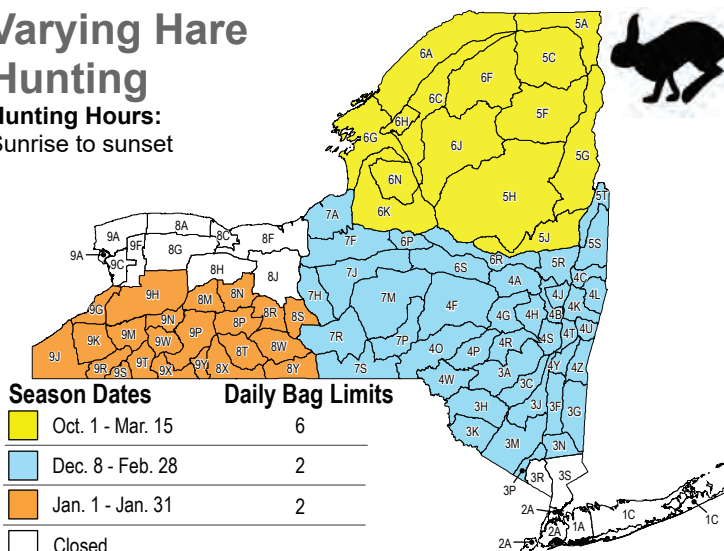 Varying Hare
Hunting
Hunting Hours:
Sunrise to sunset
5A
6A
5C
6F
6C
6H
5F
6G
6J
5G
6N
5H
5T
6K
7A
8A
9A
8C
7F
6P
5J
8F
9F
5S
9A
8G
6R
5R
9C
8H
7J
6S
8J
4A
4C
9H
7H
4J
4L
8N
8M
7M
4F
4K
9G
8R
8S
4G
4H
4B
9N
8P
4U
9K
9M
9P
7R
7P
4R
4S
4T
9W
8W
4O
4P
9J
8T
4Y
4Z
9T
9R
9S
9X
9Y
8X
8Y
7S
3A
4W
3C
3H
3J
3F
3G
3K
3M
3N
3R
3S
3P
2A
1C
1C
2A
1A
2A
Season Dates Daily Bag Limits
Oct. 1 - Mar. 15 6
Dec. 8 - Feb. 28 2
Jan. 1 - Jan. 31 2
Closed